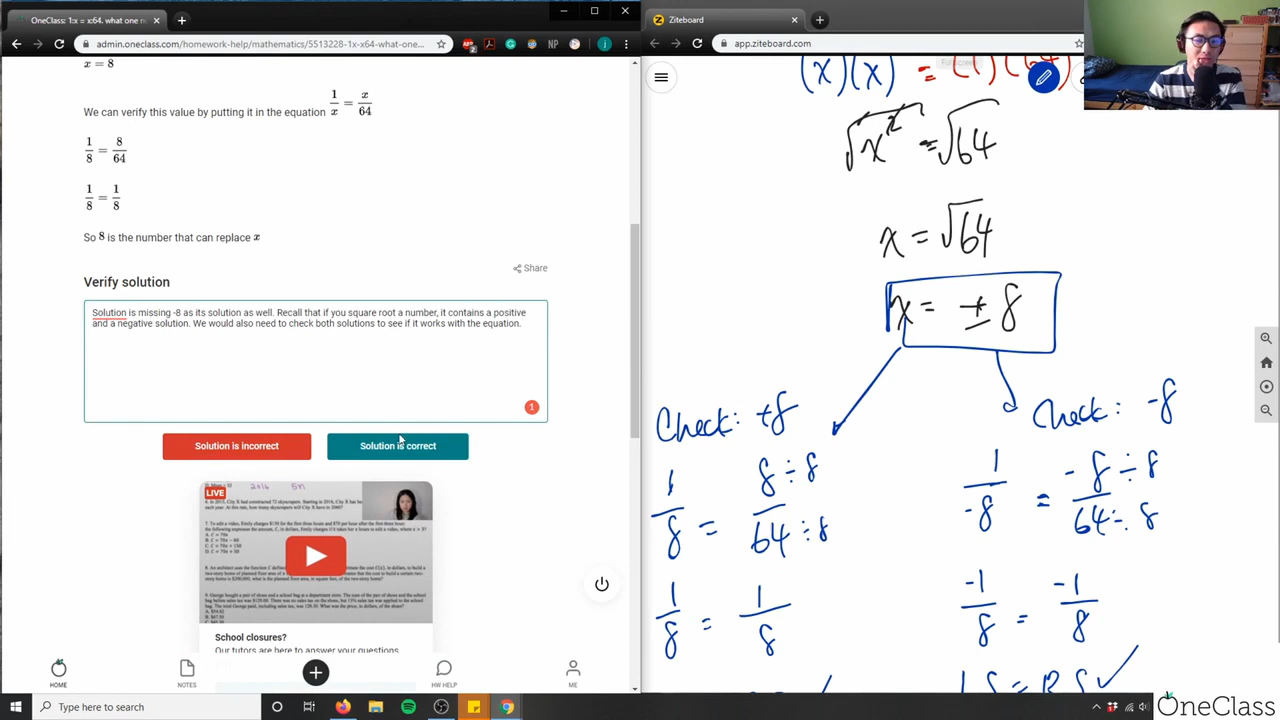 OneClass: 1:x = x:64. what one n
Ziteboard
admin.oneclass.com/homework-help/mathematics/5513228-1x-x64-what-one...
NP
j
app.ziteboard.com
x = 8
We can verify this value by putting it in the equation 1/x = x/64
1/8 = 8/64
1/8 = 1/8
So 8 is the number that can replace x
Share
Verify solution
Solution is missing -8 as its solution as well. Recall that if you square root a number, it contains a positive
and a negative solution. We would also need to check both solutions to see if it works with the equation.
1
Solution is incorrect
Solution is correct
LIVE
2016
School closures?
Our tutors are here to answer your questions
HOME
NOTES
HW HELP
ME
(x)(x) = (1)(64)
√x² = √64
x = √64
x = ± 8
Check: +8
1/8 = 8÷8/64÷8
1/8 = 1/8
Check: -8
1/-8 = -8÷8/64÷8
-1/8 = -1/8
LS = RS ✓
Type here to search
OneClass